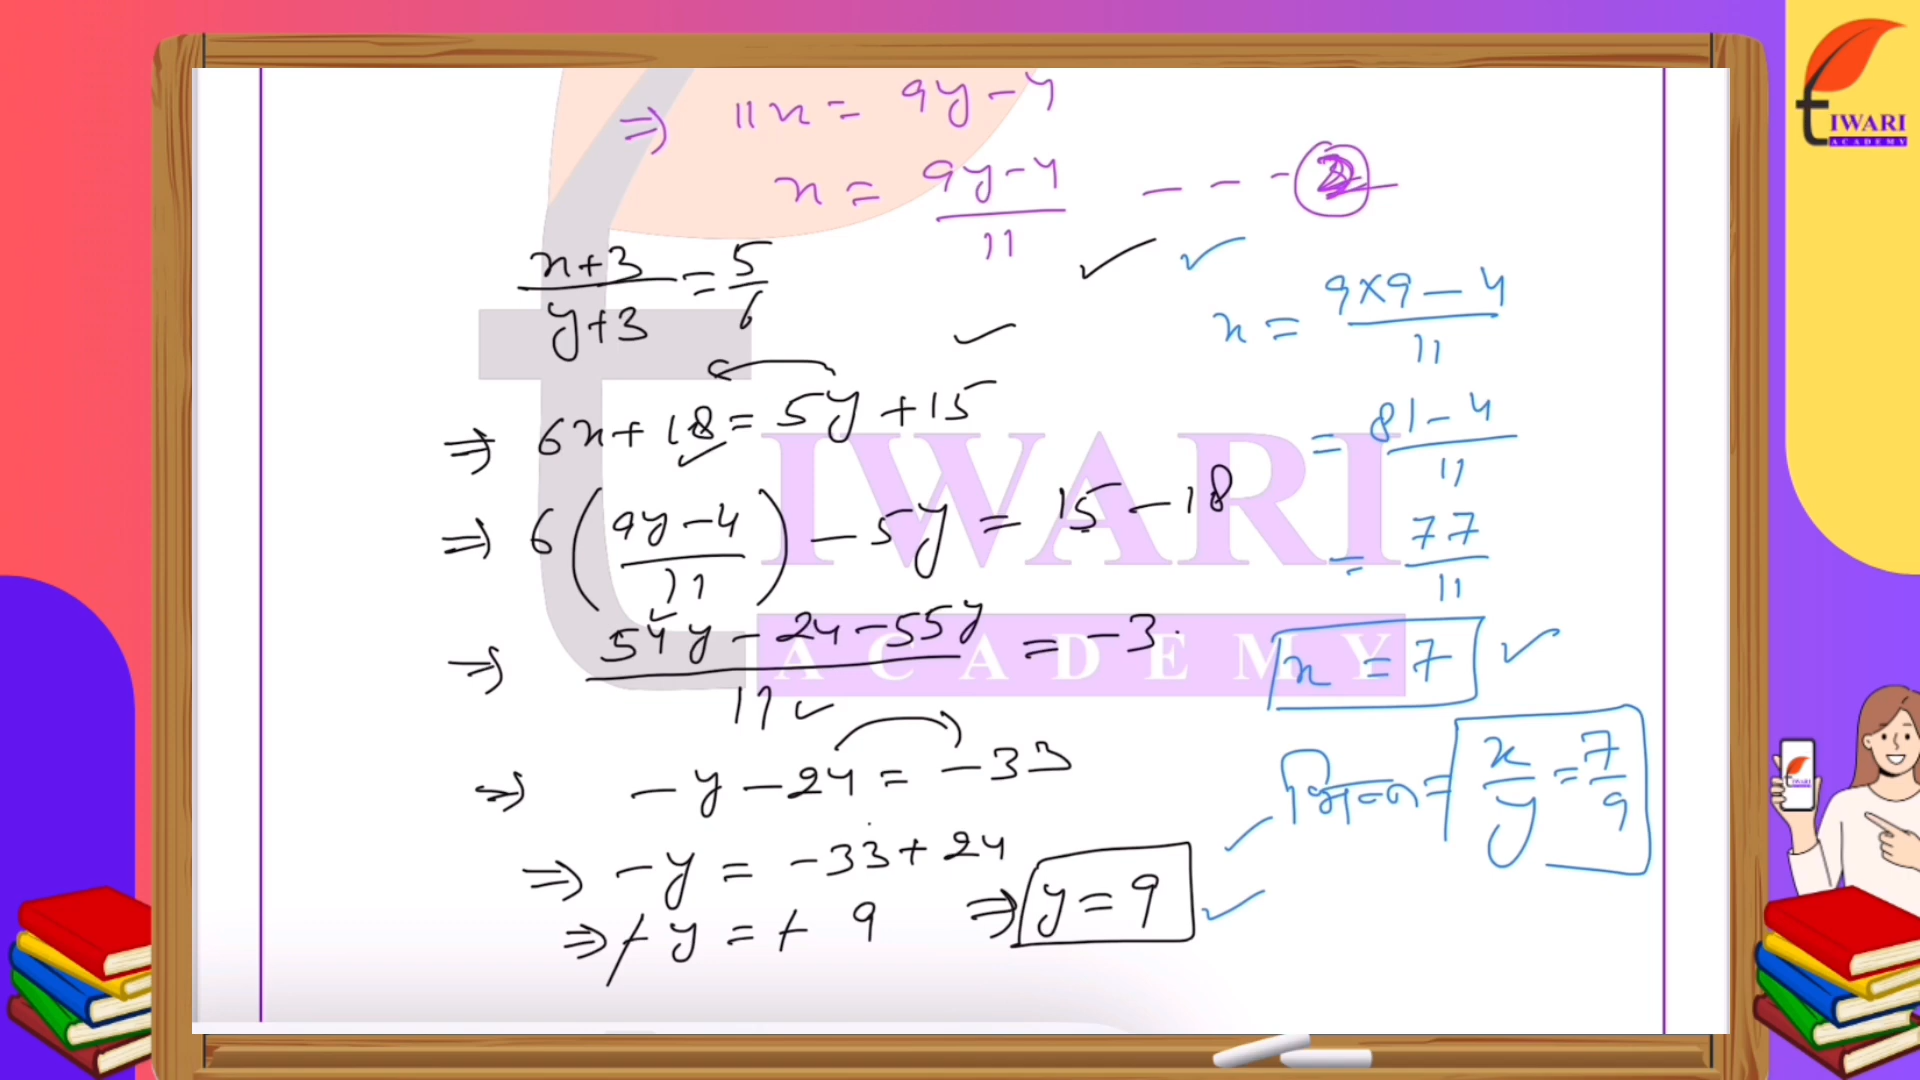 ⇒ 11x = 9y-4
x = 9y-4/11 --- 2
x+3/y+3 = 5/6
⇒ 6x+18 = 5y+15
⇒ 6(9y-4/11) - 5y = 15-18
⇒ 54y-24-55y/11 = -3
⇒ -y-24 = -33
⇒ -y = -33+24
⇒ -y = -9 ⇒ y = 9
x = 9×9-4/11
= 81-4/11
= 77/11
x = 7
भिन्न = x/y = 7/9
TIWARI
ACADEMY
TIWARI
ACADEMY